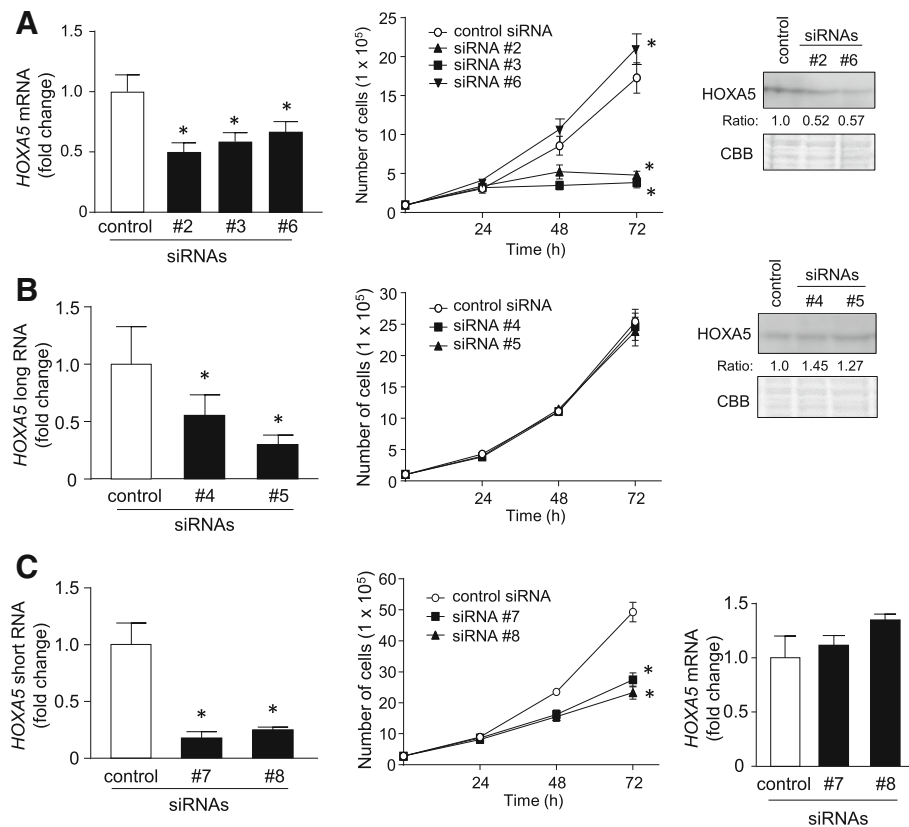 A
HOXA5 mRNA
(fold change)
1.5
1.0
0.5
0
*
*
*
control #2 #3 #6
siRNAs
Number of cells (1 x 10⁵)
25
20
15
10
5
0
control siRNA
siRNA #2
siRNA #3
siRNA #6
*
*
*
24 48 72
Time (h)
control
siRNAs
#2 #6
HOXA5
Ratio: 1.0 0.52 0.57
CBB
B
HOXA5 long RNA
(fold change)
1.5
1.0
0.5
0
*
*
control #4 #5
siRNAs
Number of cells (1 x 10⁵)
30
25
20
15
10
5
0
control siRNA
siRNA #4
siRNA #5
24 48 72
Time (h)
control
siRNAs
#4 #5
HOXA5
Ratio: 1.0 1.45 1.27
CBB
C
HOXA5 short RNA
(fold change)
1.5
1.0
0.5
0
*
*
control #7 #8
siRNAs
Number of cells (1 x 10⁵)
60
50
40
30
20
10
0
control siRNA
siRNA #7
siRNA #8
*
*
24 48 72
Time (h)
HOXA5 mRNA
(fold change)
1.5
1.0
0.5
0
control #7 #8
siRNAs